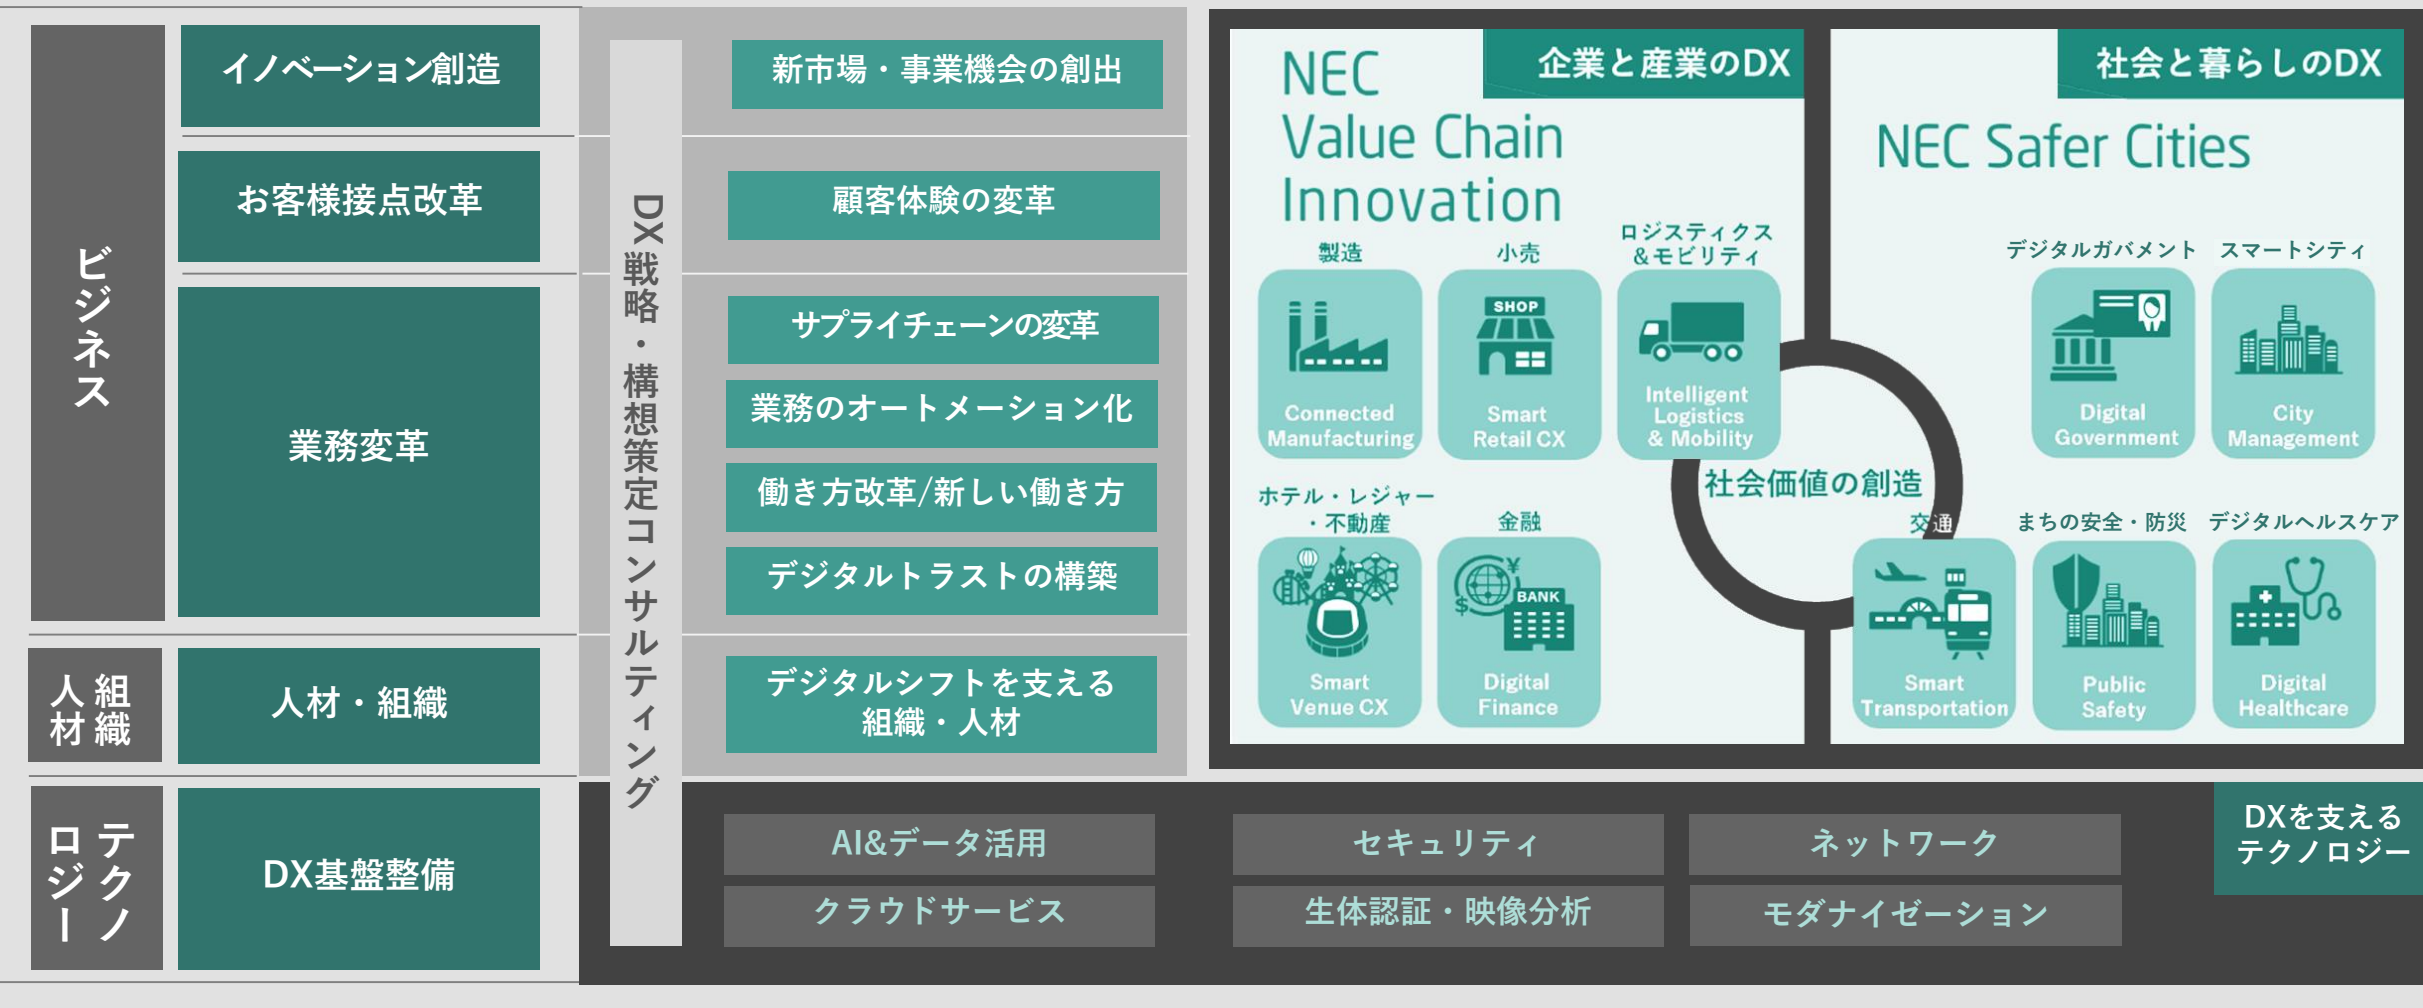 ビジネス
イノベーション創造
お客様接点改革
業務変革
組織
人材
人材・組織
テクノ
ロジー
DX基盤整備
DX戦略・構想策定コンサルティング
新市場・事業機会の創出
顧客体験の変革
サプライチェーンの変革
業務のオートメーション化
働き方改革/新しい働き方
デジタルトラストの構築
デジタルシフトを支える
組織・人材
企業と産業のDX
NEC
Value Chain
Innovation
製造
Connected
Manufacturing
小売
SHOP
Smart
Retail CX
ロジスティクス
&モビリティ
Intelligent
Logistics
& Mobility
ホテル・レジャー
・不動産
Smart
Venue CX
金融
¥
$
BANK
Digital
Finance
社会価値の創造
社会と暮らしのDX
NEC Safer Cities
デジタルガバメント
Digital
Government
スマートシティ
City
Management
交通
Smart
Transportation
まちの安全・防災
Public
Safety
デジタルヘルスケア
Digital
Healthcare
AI&データ活用
セキュリティ
ネットワーク
クラウドサービス
生体認証・映像分析
モダナイゼーション
DXを支える
テクノロジー